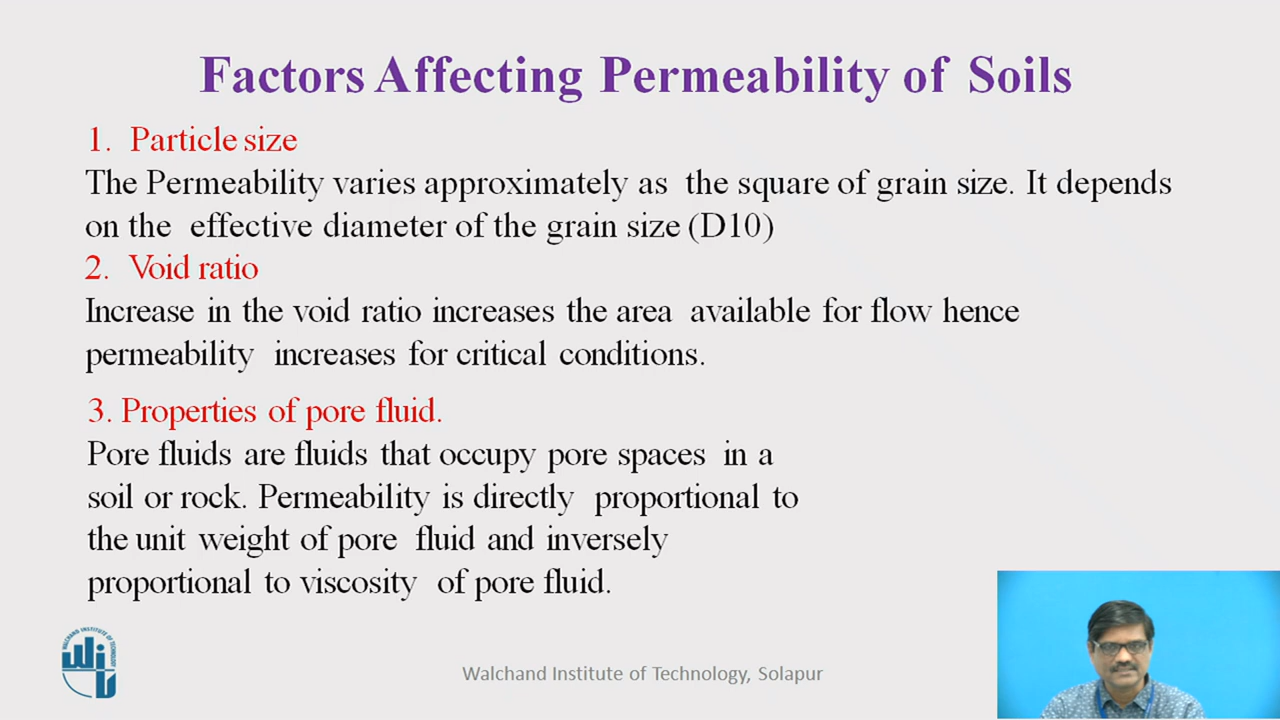 Factors Affecting Permeability of Soils
1. Particle size
The Permeability varies approximately as the square of grain size. It depends
on the effective diameter of the grain size (D10)
2. Void ratio
Increase in the void ratio increases the area available for flow hence
permeability increases for critical conditions.
3. Properties of pore fluid.
Pore fluids are fluids that occupy pore spaces in a
soil or rock. Permeability is directly proportional to
the unit weight of pore fluid and inversely
proportional to viscosity of pore fluid.
WALCHAND INSTITUTE OF TECHNOLOGY
Walchand Institute of Technology, Solapur